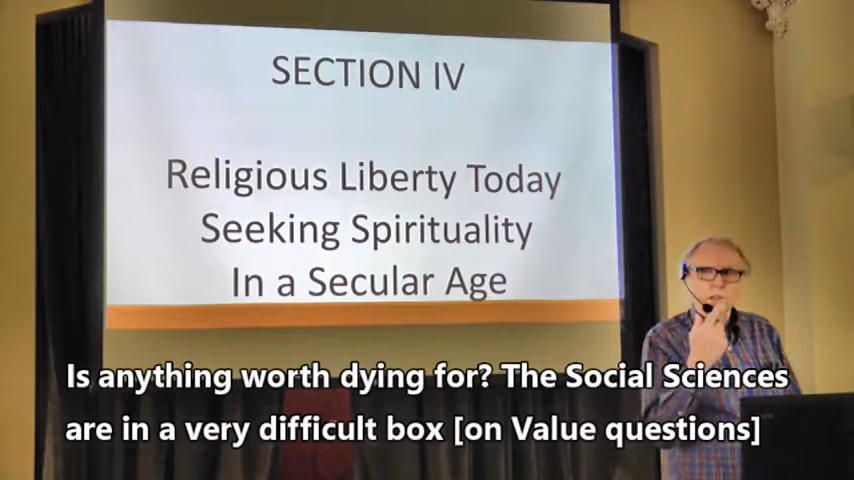 SECTION IV
Religious Liberty Today
Seeking Spirituality
In a Secular Age
Is anything worth dying for? The Social Sciences
are in a very difficult box [on Value questions]